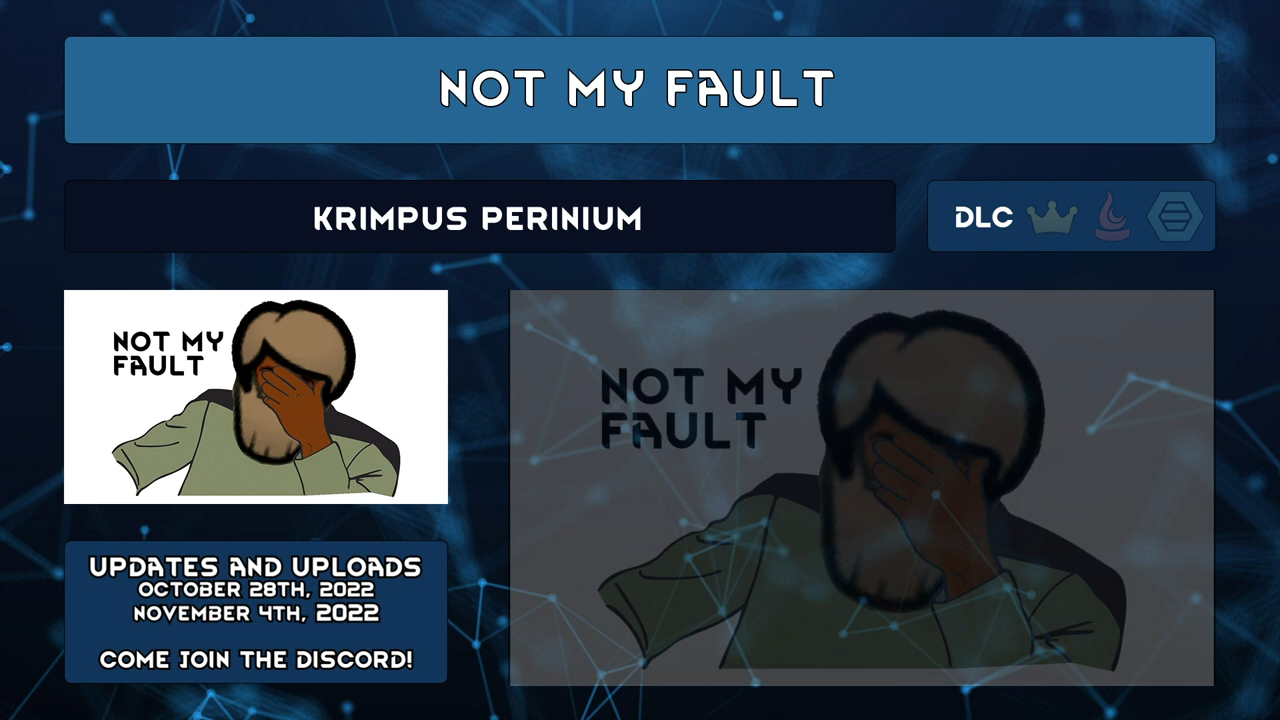 NOT MY FAULT
KRIMPUS PERINIUM
DLC
NOT MY
FAULT
NOT MY
FAULT
UPDATES AND UPLOADS
OCTOBER 28TH, 2022
NOVEMBER 4TH, 2022
COME JOIN THE DISCORD!